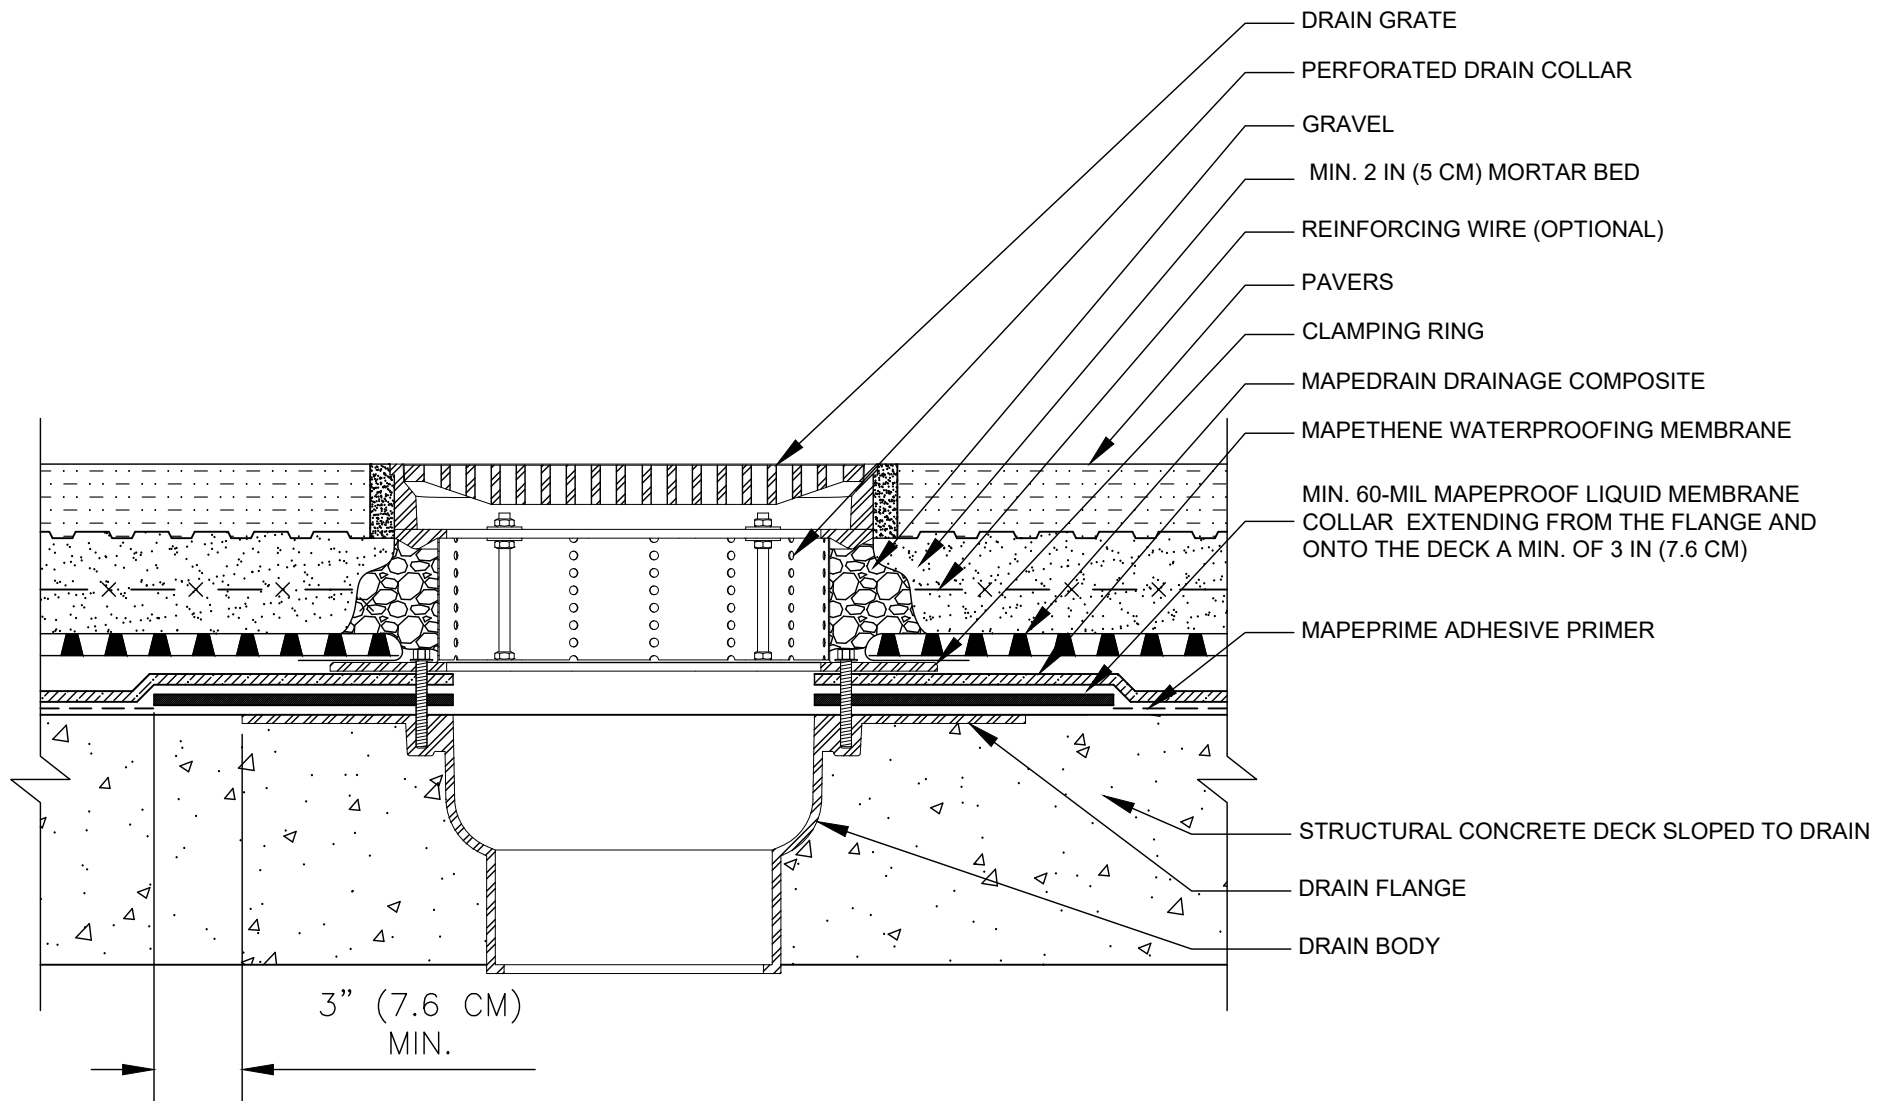 DRAIN GRATE
PERFORATED DRAIN COLLAR
GRAVEL
MIN. 2 IN (5 CM) MORTAR BED
REINFORCING WIRE (OPTIONAL)
PAVERS
CLAMPING RING
MAPEDRAIN DRAINAGE COMPOSITE
MAPETHENE WATERPROOFING MEMBRANE
MIN. 60-MIL MAPEPROOF LIQUID MEMBRANE
COLLAR EXTENDING FROM THE FLANGE AND
ONTO THE DECK A MIN. OF 3 IN (7.6 CM)
MAPEPRIME ADHESIVE PRIMER
STRUCTURAL CONCRETE DECK SLOPED TO DRAIN
DRAIN FLANGE
DRAIN BODY
3” (7.6 CM)
MIN.